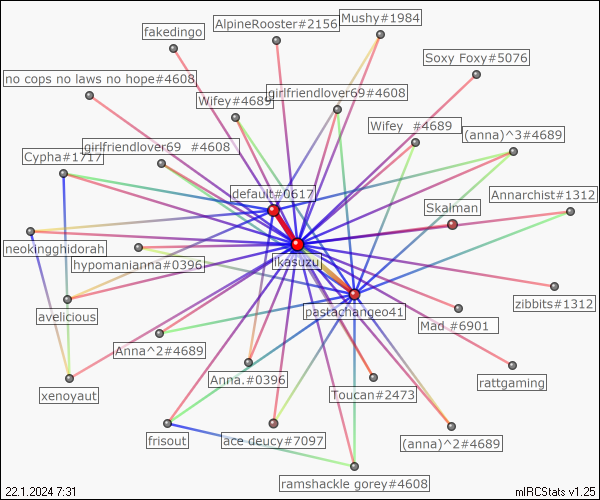 AlpineRooster#2156
Mushy#1984
fakedingo
Soxy Foxy#5076
no cops no laws no hope#4608
girlfriendlover69#4608
Wifey#4689
Wifey_#4689
(anna)^3#4689
girlfriendlover69_#4608
Cypha#1717
default#0617
Annarchist#1312
Skalman
neokingghidorah
ikasuzu
hypomanianna#0396
pastachangeo41
zibbits#1312
avelicious
Mad.#6901
Anna^2#4689
Anna.#0396
rattgaming
xenoyaut
Toucan#2473
frisout
ace deucy#7097
(anna)^2#4689
ramshackle gorey#4608
22.1.2024 7:31
mIRCStats v1.25